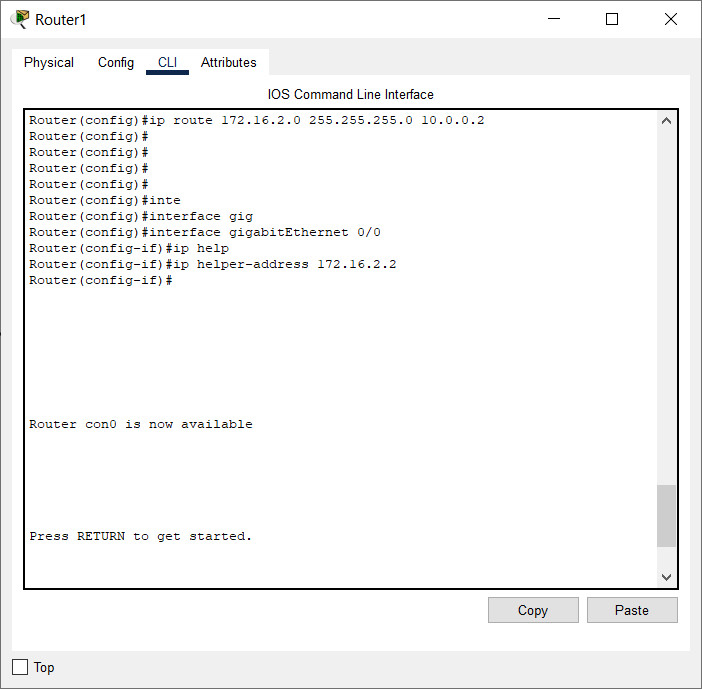 Router1
Physical Config CLI Attributes
IOS Command Line Interface
Router(config)#ip route 172.16.2.0 255.255.255.0 10.0.0.2
Router(config)#
Router(config)#
Router(config)#
Router(config)#
Router(config)#inte
Router(config)#interface gig
Router(config)#interface gigabitEthernet 0/0
Router(config-if)#ip help
Router(config-if)#ip helper-address 172.16.2.2
Router(config-if)#
Router con0 is now available
Press RETURN to get started.
Copy Paste
Top